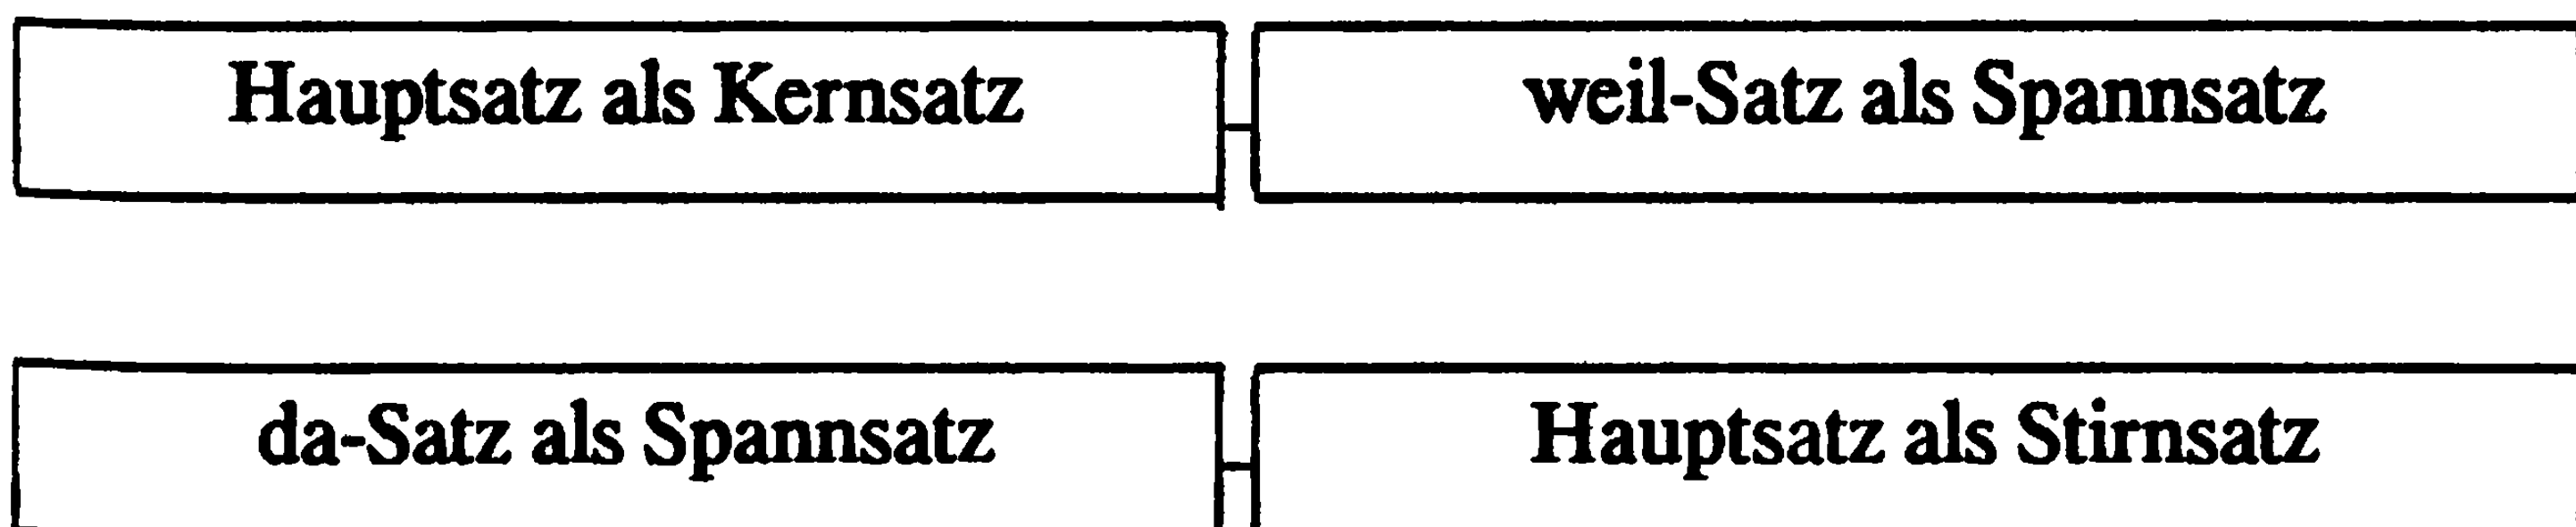 Hauptsatz als Kernsatz weil-Satz als Spannsatz
da-Satz als Spannsatz Hauptsatz als Stirnsatz